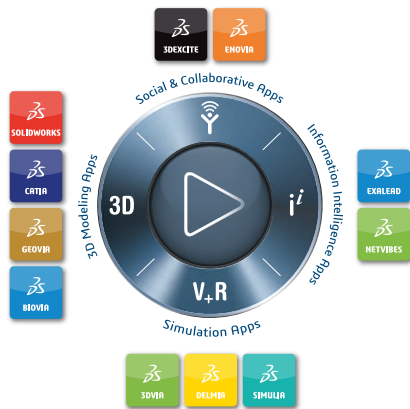 3DEXCITE
ENOVIA
Social & Collaborative Apps
SOLIDWORKS
CATIA
GEOVIA
BIOVIA
3D Modeling Apps
3D
i i
Information Intelligence Apps
EXALEAD
NETVIBES
V+R
Simulation Apps
3DVIA
DELMIA
SIMULIA